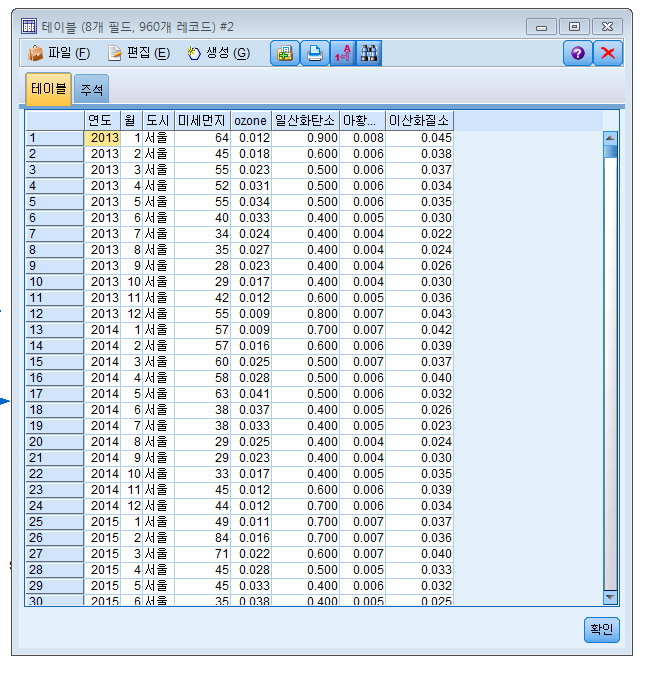 테이블 (8개 필드, 960개 레코드) #2
파일 (F) 편집 (E) 생성 (G)
테이블 주석
연도 월 도시 미세먼지 ozone 일산화탄소 아황... 이산화질소
1 2013 1 서울 64 0.012 0.900 0.008 0.045
2 2013 2 서울 45 0.018 0.600 0.006 0.038
3 2013 3 서울 55 0.023 0.500 0.006 0.037
4 2013 4 서울 52 0.031 0.500 0.006 0.034
5 2013 5 서울 55 0.034 0.500 0.006 0.035
6 2013 6 서울 40 0.033 0.400 0.005 0.030
7 2013 7 서울 34 0.024 0.400 0.004 0.022
8 2013 8 서울 35 0.027 0.400 0.004 0.024
9 2013 9 서울 28 0.023 0.400 0.004 0.026
10 2013 10 서울 29 0.017 0.400 0.004 0.030
11 2013 11 서울 42 0.012 0.600 0.005 0.036
12 2013 12 서울 55 0.009 0.800 0.007 0.043
13 2014 1 서울 57 0.009 0.700 0.007 0.042
14 2014 2 서울 57 0.016 0.600 0.006 0.039
15 2014 3 서울 60 0.025 0.500 0.007 0.037
16 2014 4 서울 58 0.028 0.500 0.006 0.040
17 2014 5 서울 63 0.041 0.500 0.006 0.032
18 2014 6 서울 38 0.037 0.400 0.005 0.026
19 2014 7 서울 38 0.033 0.400 0.005 0.023
20 2014 8 서울 29 0.025 0.400 0.004 0.024
21 2014 9 서울 29 0.023 0.400 0.004 0.030
22 2014 10 서울 33 0.017 0.400 0.005 0.035
23 2014 11 서울 45 0.012 0.600 0.006 0.039
24 2014 12 서울 44 0.012 0.700 0.006 0.034
25 2015 1 서울 49 0.011 0.700 0.007 0.037
26 2015 2 서울 84 0.016 0.700 0.007 0.036
27 2015 3 서울 71 0.022 0.600 0.007 0.040
28 2015 4 서울 45 0.028 0.500 0.005 0.033
29 2015 5 서울 45 0.033 0.400 0.006 0.032
30 2015 6 서울 35 0.038 0.400 0.005 0.025
확인